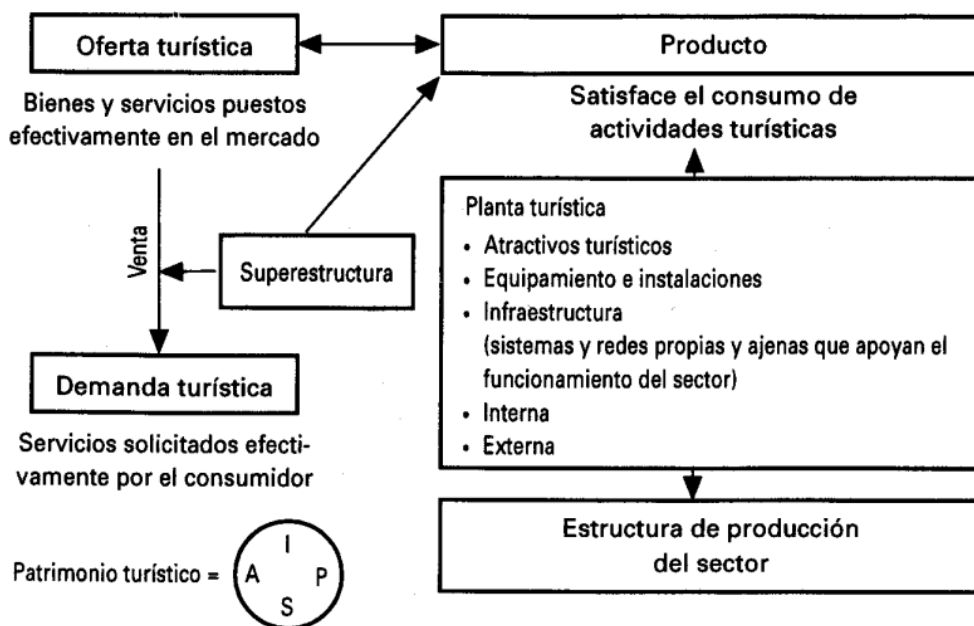 Oferta turística
Producto
Bienes y servicios puestos
efectivamente en el mercado
Satisface el consumo de
actividades turísticas
Venta
Superestructura
Planta turística
• Atractivos turísticos
• Equipamiento e instalaciones
• Infraestructura
(sistemas y redes propias y ajenas que apoyan el
funcionamiento del sector)
• Interna
• Externa
Demanda turística
Servicios solicitados efecti-
vamente por el consumidor
Estructura de producción
del sector
Patrimonio turístico =
I
A P
S